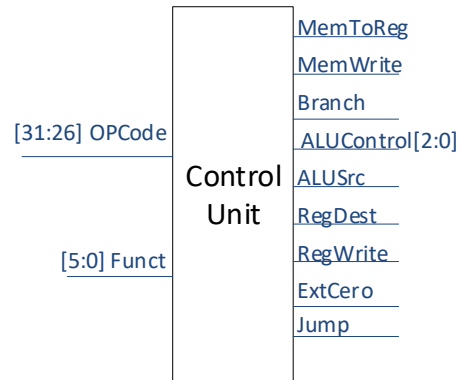 MemToReg
MemWrite
Branch
[31:26] OPCode
ALUControl[2:0]
Control
Unit
ALUSrc
RegDest
[5:0] Funct
RegWrite
ExtCero
Jump